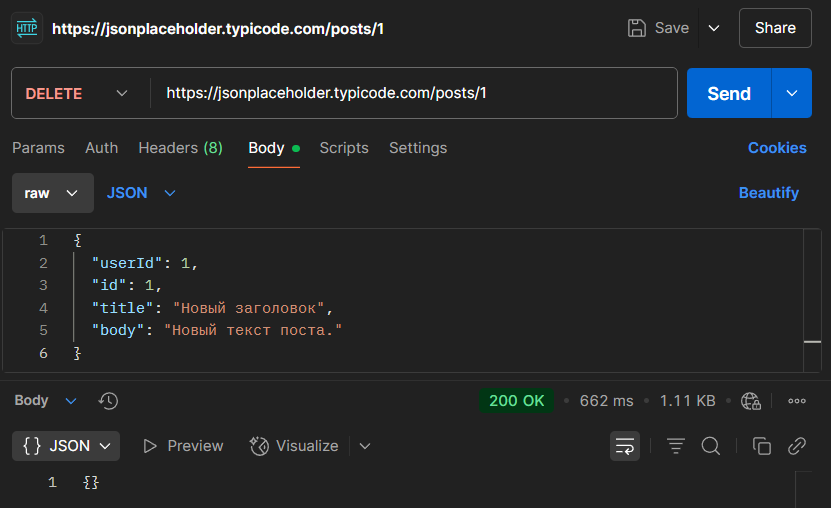 HTTP https://jsonplaceholder.typicode.com/posts/1 Save Share
DELETE https://jsonplaceholder.typicode.com/posts/1 Send
Params Auth Headers (8) Body Scripts Settings Cookies
raw JSON Beautify
1 {
2 "userId": 1,
3 "id": 1,
4 "title": "Новый заголовок",
5 "body": "Новый текст поста."
6 }
Body 200 OK 662 ms 1.11 KB
{} JSON Preview Visualize
1 {}